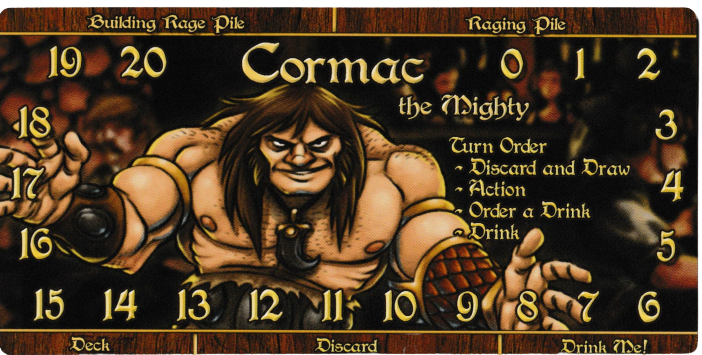 Building Rage Pile
Raging Pile
19 20 Cormac 0 1 2
the Mighty
18
3
Turn Order
~ Discard and Draw
~ Action
~ Order a Drink
~ Drink
17
4
16
5
15 14 13 12 11 10 9 8 7 6
Deck
Discard
Drink Me!